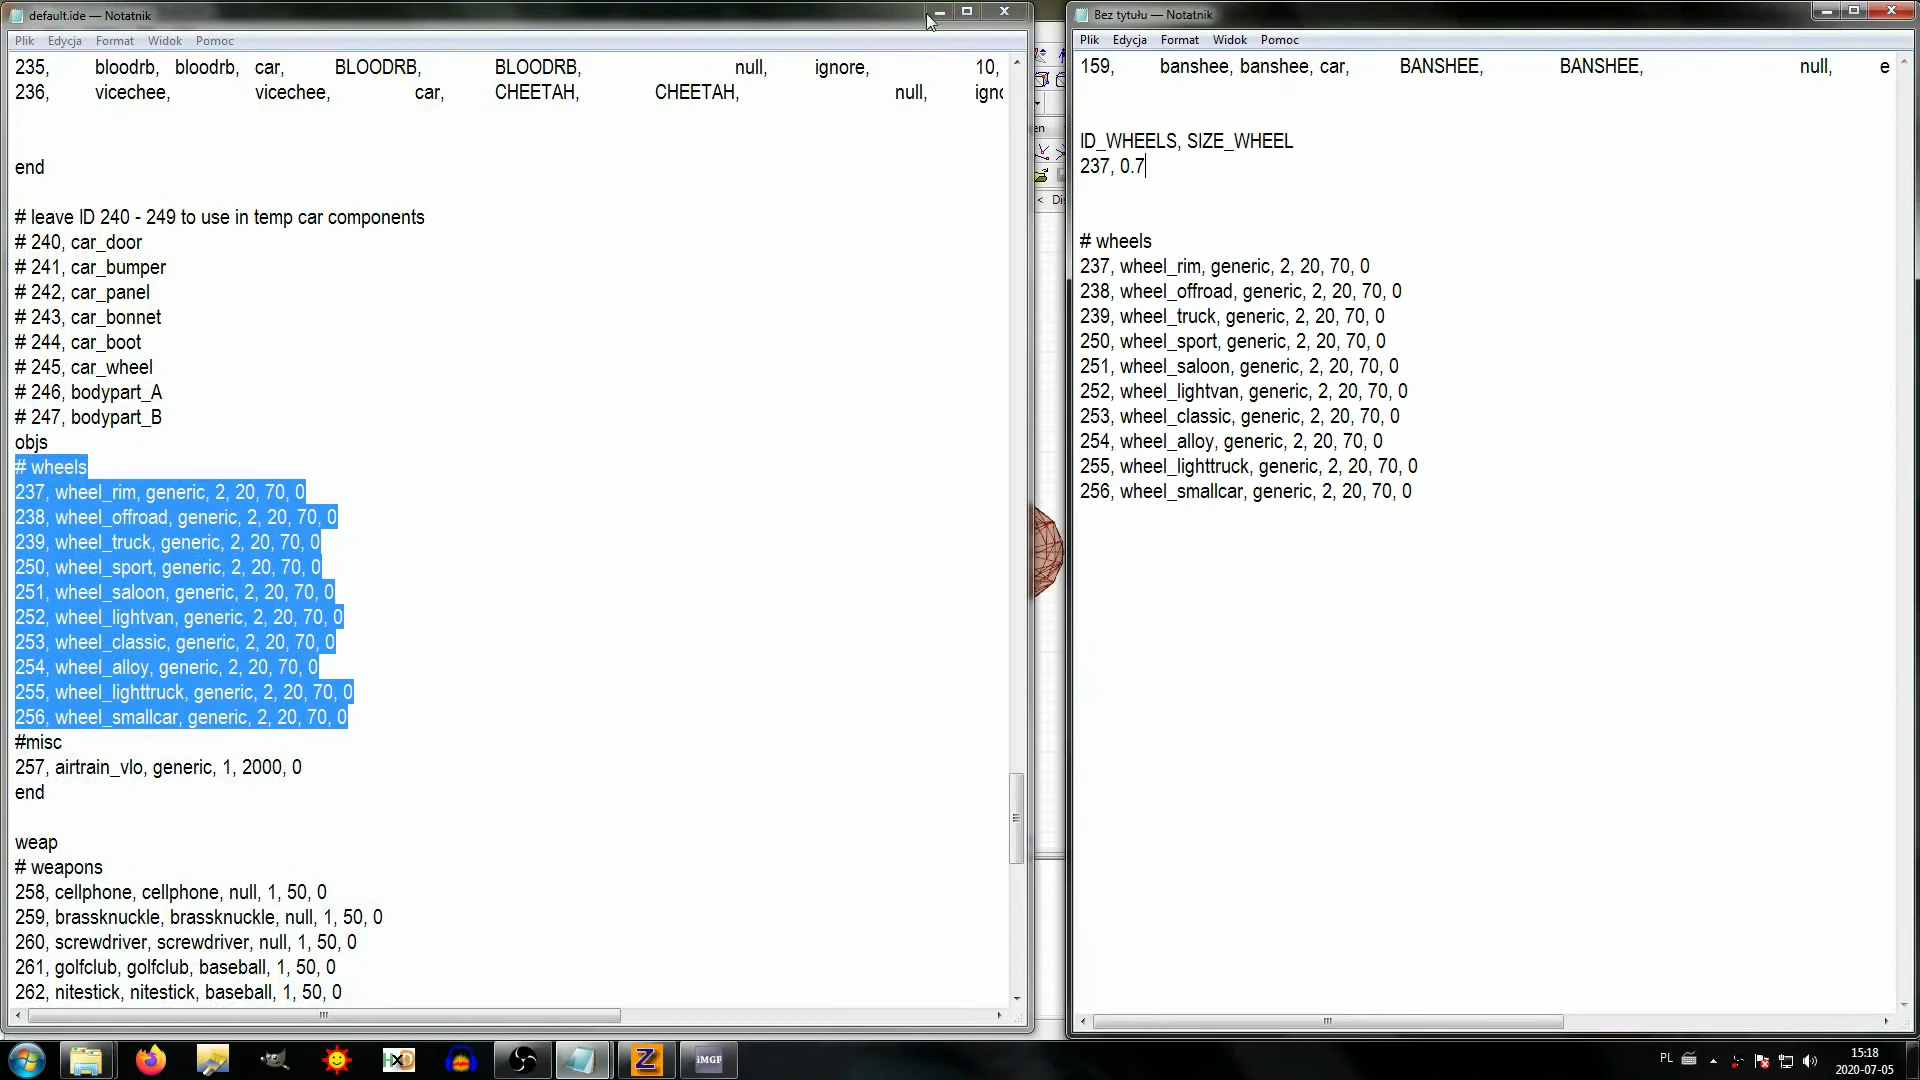 default.ide — Notatnik
Plik Edycja Format Widok Pomoc
235, bloodrb, bloodrb, car, BLOODRB, BLOODRB, null, ignore, 10,
236, vicechee, vicechee, car, CHEETAH, CHEETAH, null,
end
# leave ID 240 - 249 to use in temp car components
# 240, car_door
# 241, car_bumper
# 242, car_panel
# 243, car_bonnet
# 244, car_boot
# 245, car_wheel
# 246, bodypart_A
# 247, bodypart_B
objs
# wheels
237, wheel_rim, generic, 2, 20, 70, 0
238, wheel_offroad, generic, 2, 20, 70, 0
239, wheel_truck, generic, 2, 20, 70, 0
250, wheel_sport, generic, 2, 20, 70, 0
251, wheel_saloon, generic, 2, 20, 70, 0
252, wheel_lightvan, generic, 2, 20, 70, 0
253, wheel_classic, generic, 2, 20, 70, 0
254, wheel_alloy, generic, 2, 20, 70, 0
255, wheel_lighttruck, generic, 2, 20, 70, 0
256, wheel_smallcar, generic, 2, 20, 70, 0
#misc
257, airtrain_vlo, generic, 1, 2000, 0
end
weap
# weapons
258, cellphone, cellphone, null, 1, 50, 0
259, brassknuckle, brassknuckle, null, 1, 50, 0
260, screwdriver, screwdriver, null, 1, 50, 0
261, golfclub, golfclub, baseball, 1, 50, 0
262, nitestick, nitestick, baseball, 1, 50, 0
Bez tytułu — Notatnik
Plik Edycja Format Widok Pomoc
159, banshee, banshee, car, BANSHEE, BANSHEE, null, e
ID_WHEELS, SIZE_WHEEL
237, 0.7
# wheels
237, wheel_rim, generic, 2, 20, 70, 0
238, wheel_offroad, generic, 2, 20, 70, 0
239, wheel_truck, generic, 2, 20, 70, 0
250, wheel_sport, generic, 2, 20, 70, 0
251, wheel_saloon, generic, 2, 20, 70, 0
252, wheel_lightvan, generic, 2, 20, 70, 0
253, wheel_classic, generic, 2, 20, 70, 0
254, wheel_alloy, generic, 2, 20, 70, 0
255, wheel_lighttruck, generic, 2, 20, 70, 0
256, wheel_smallcar, generic, 2, 20, 70, 0
HxD
Z
iMGF
PL
15:18
2020-07-05